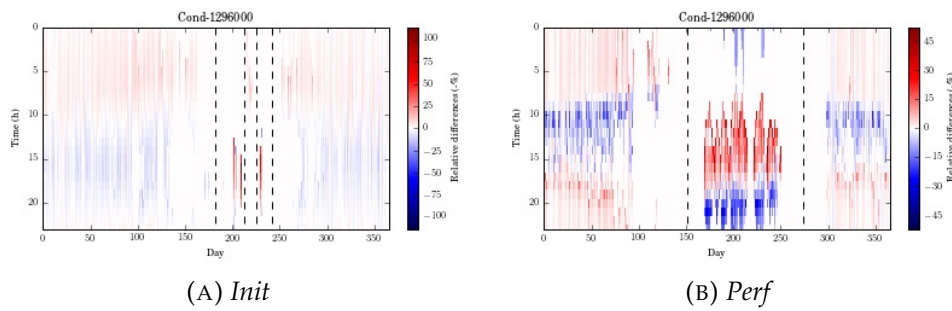 Cond-1296000
0
5
10
15
20
Time (h)
0 50 100 150 200 250 300 350
Day
100
75
50
25
0
−25
−50
−75
−100
Relative differences (-%)
(A) Init
Cond-1296000
0
5
10
15
20
Time (h)
0 50 100 150 200 250 300 350
Day
45
30
15
0
−15
−30
−45
Relative differences (-%)
(B) Perf